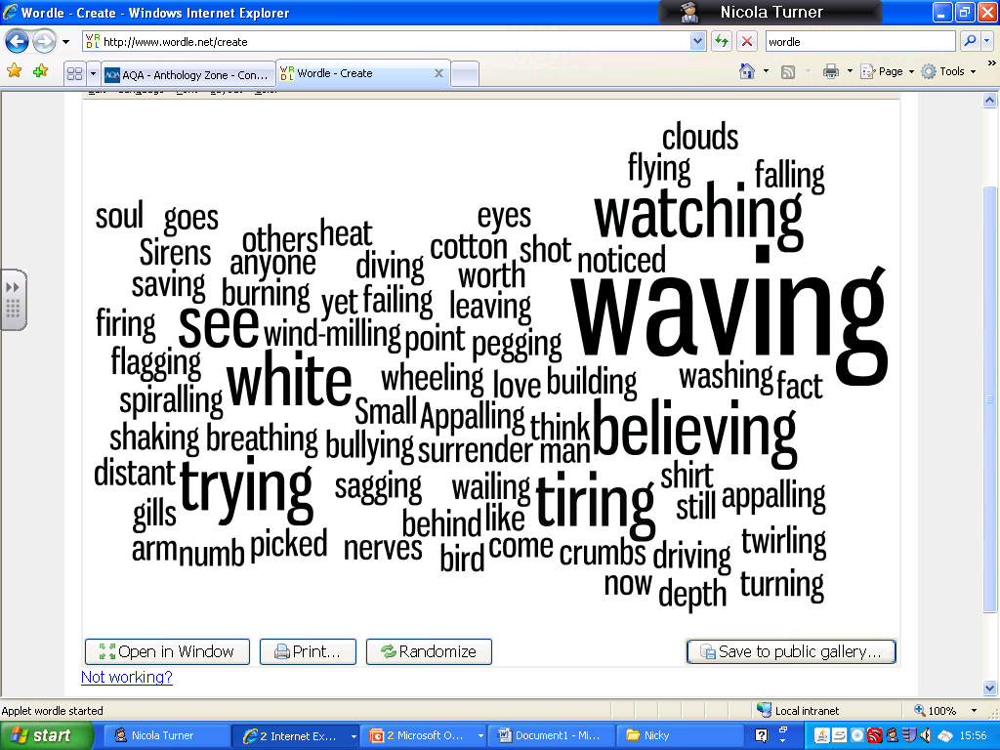 Wordle - Create - Windows Internet Explorer
Nicola Turner
http://www.wordle.net/create
wordle
AQA - Anthology Zone - Con...
Wordle - Create
Page
Tools
clouds
flying
falling
soul
goes
eyes
watching
Sirens
others
heat
cotton
shot
noticed
anyone
diving
worth
waving
saving
burning
yet
failing
leaving
firing
see
wind-milling
point
pegging
flagging
white
wheeling
love
building
washing
fact
spiralling
Small
Appalling
think
believing
shaking
breathing
bullying
surrender
man
distant
trying
sagging
wailing
tiring
shirt
still
appalling
gills
behind
like
arm
numb
picked
nerves
bird
come
crumbs
driving
twirling
now
depth
turning
Open in Window
Print...
Randomize
Save to public gallery...
Not working?
Applet wordle started
Local intranet
100%
start
Nicola Turner
2 Internet Ex...
2 Microsoft O...
Document1 - Mi...
Nicky
15:56